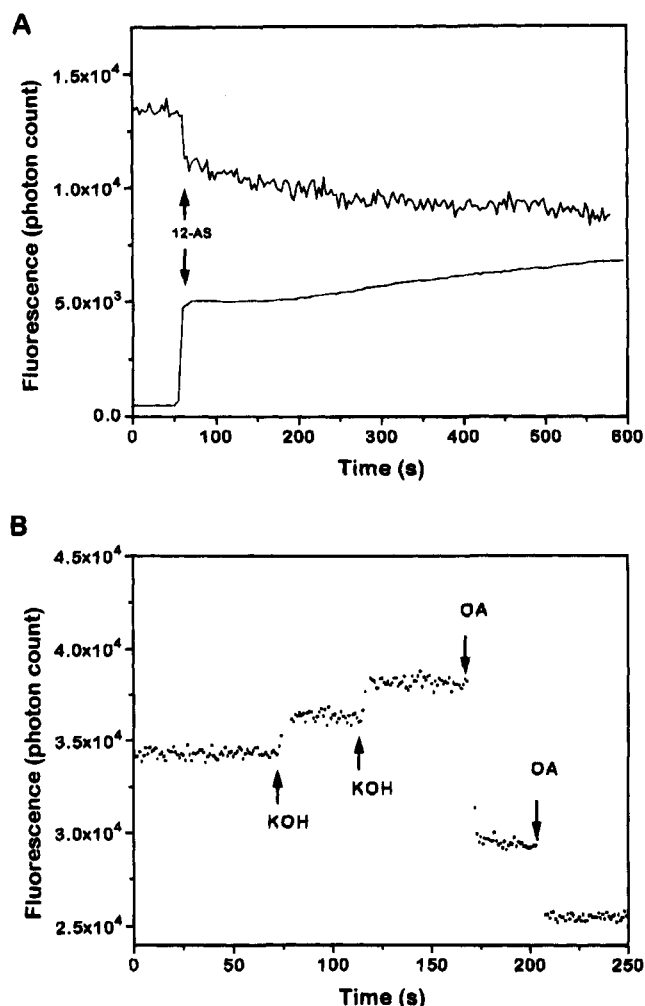 A
Fluorescence (photon count)
1.5x10⁴
1.0x10⁴
5.0x10³
0.0
12-AS
0 100 200 300 400 500 600
Time (s)
B
Fluorescence (photon count)
4.5x10⁴
4.0x10⁴
3.5x10⁴
3.0x10⁴
2.5x10⁴
OA
OA
KOH
KOH
0 50 100 150 200 250
Time (s)